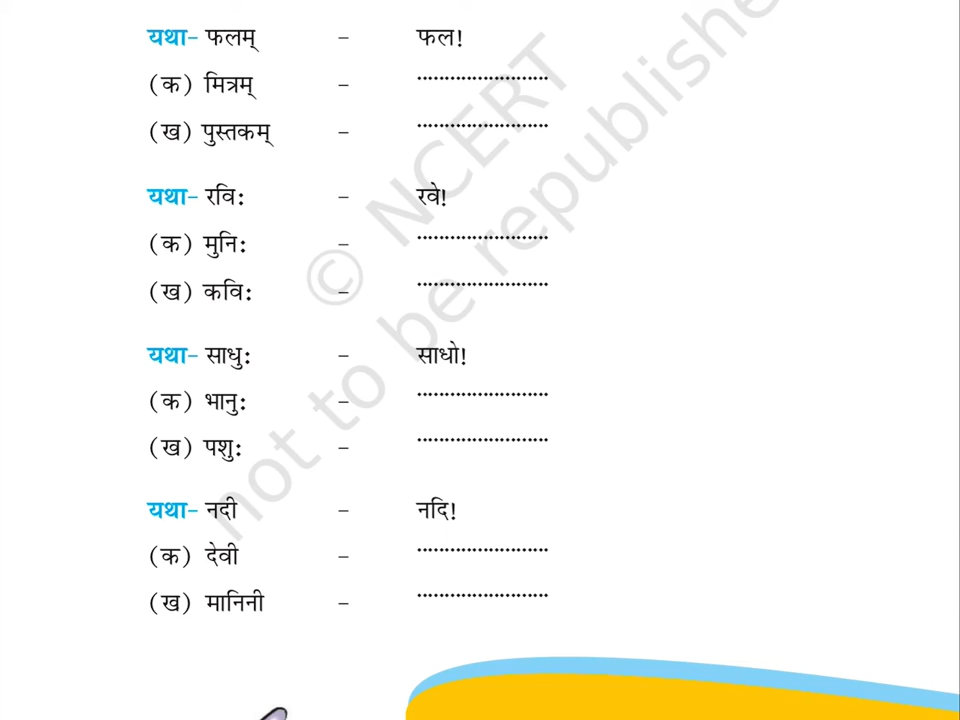 यथा- फलम् – फल!
(क) मित्रम् – ........................
(ख) पुस्तकम् – ........................
यथा- रविः – रवे!
(क) मुनिः – ........................
(ख) कविः – ........................
यथा- साधुः – साधो!
(क) भानुः – ........................
(ख) पशुः – ........................
यथा- नदी – नदि!
(क) देवी – ........................
(ख) मानिनी – ........................
© NCERT
not to be republished